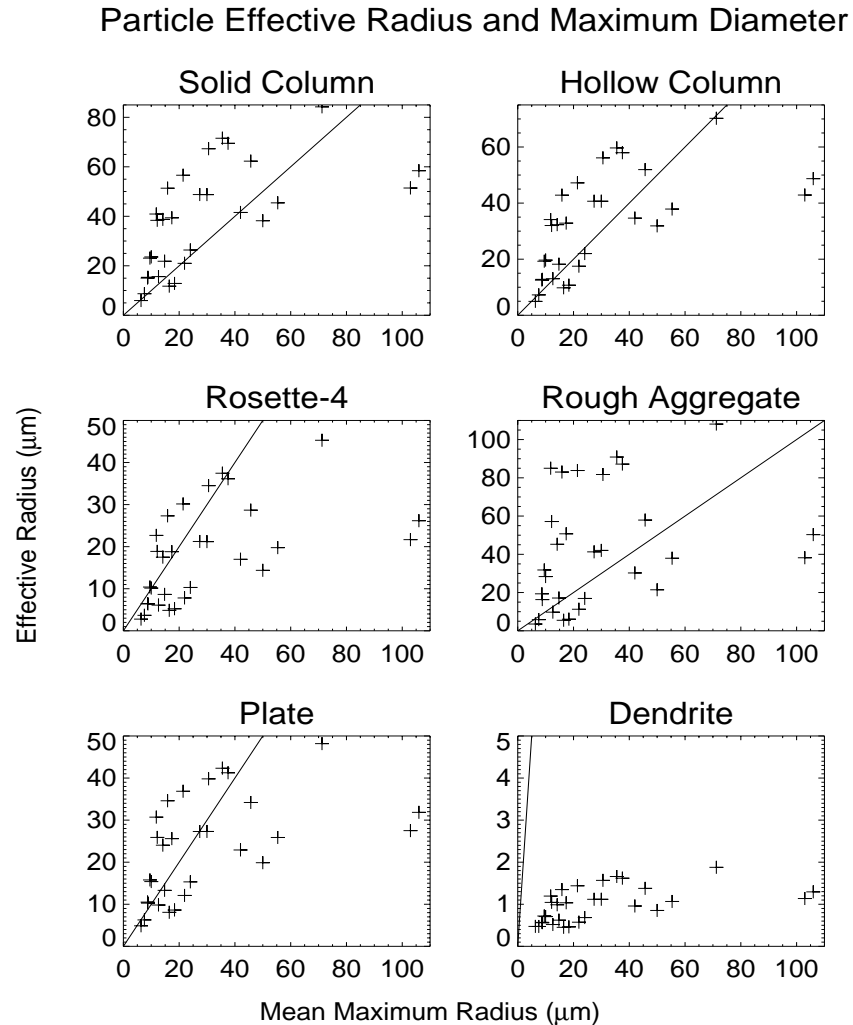 Particle Effective Radius and Maximum Diameter
Solid Column
80
60
40
20
0
0 20 40 60 80 100
Hollow Column
60
40
20
0
0 20 40 60 80 100
Effective Radius (μm)
Rosette-4
50
40
30
20
10
0
0 20 40 60 80 100
Rough Aggregate
100
80
60
40
20
0
0 20 40 60 80 100
Plate
50
40
30
20
10
0
0 20 40 60 80 100
Dendrite
5
4
3
2
1
0
0 20 40 60 80 100
Mean Maximum Radius (μm)